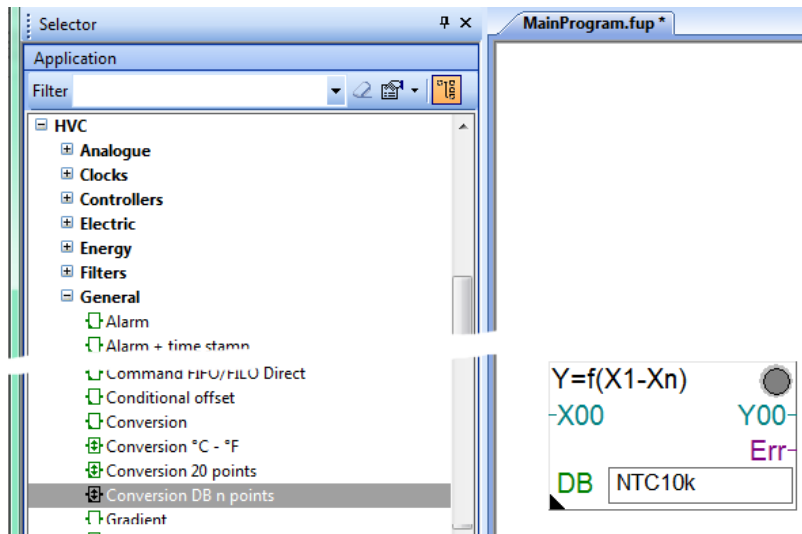 Selector
MainProgram.fup *
Application
Filter
HVC
Analogue
Clocks
Controllers
Electric
Energy
Filters
General
Alarm
Alarm + time stamp
Command FIFO/FILO Direct
Conditional offset
Conversion
Conversion °C - °F
Conversion 20 points
Conversion DB n points
Gradient
Y=f(X1-Xn)
-X00 Y00-
Err-
DB NTC10k